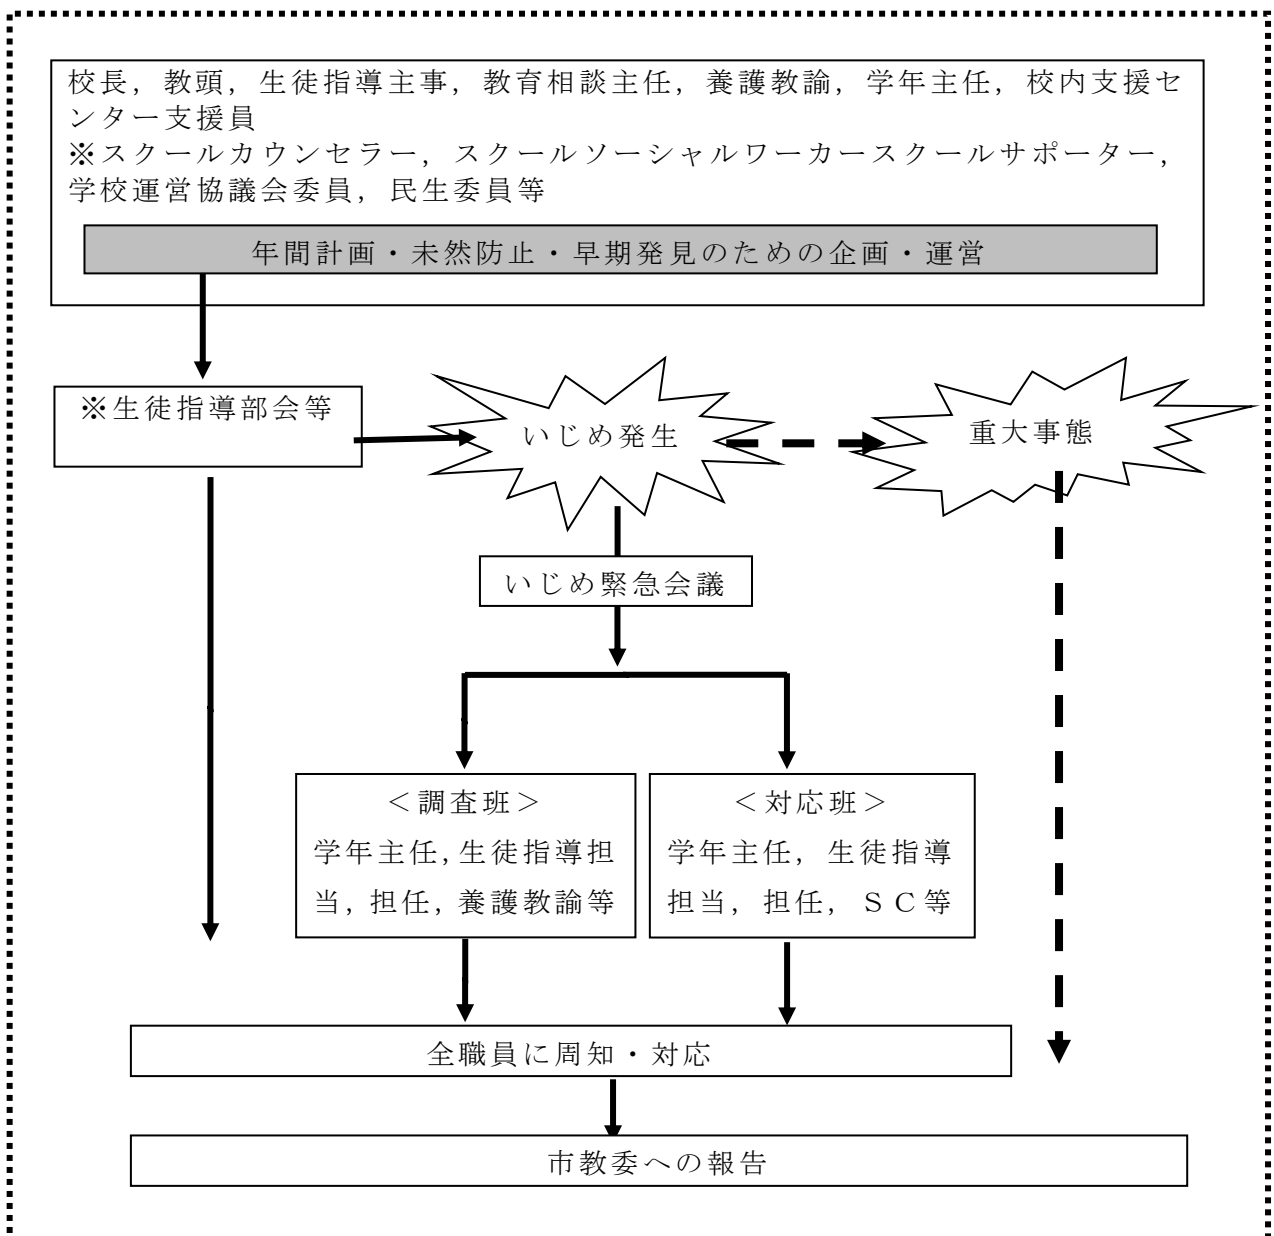 校長，教頭，生徒指導主事，教育相談主任，養護教諭，学年主任，校内支援セ
ンター支援員
※スクールカウンセラー，スクールソーシャルワーカースクールサポーター，
学校運営協議会委員，民生委員等
年間計画・未然防止・早期発見のための企画・運営
※生徒指導部会等
いじめ発生
重大事態
いじめ緊急会議
＜調査班＞
学年主任，生徒指導担
当，担任，養護教諭等
＜対応班＞
学年主任，生徒指導
担当，担任，ＳＣ等
全職員に周知・対応
市教委への報告